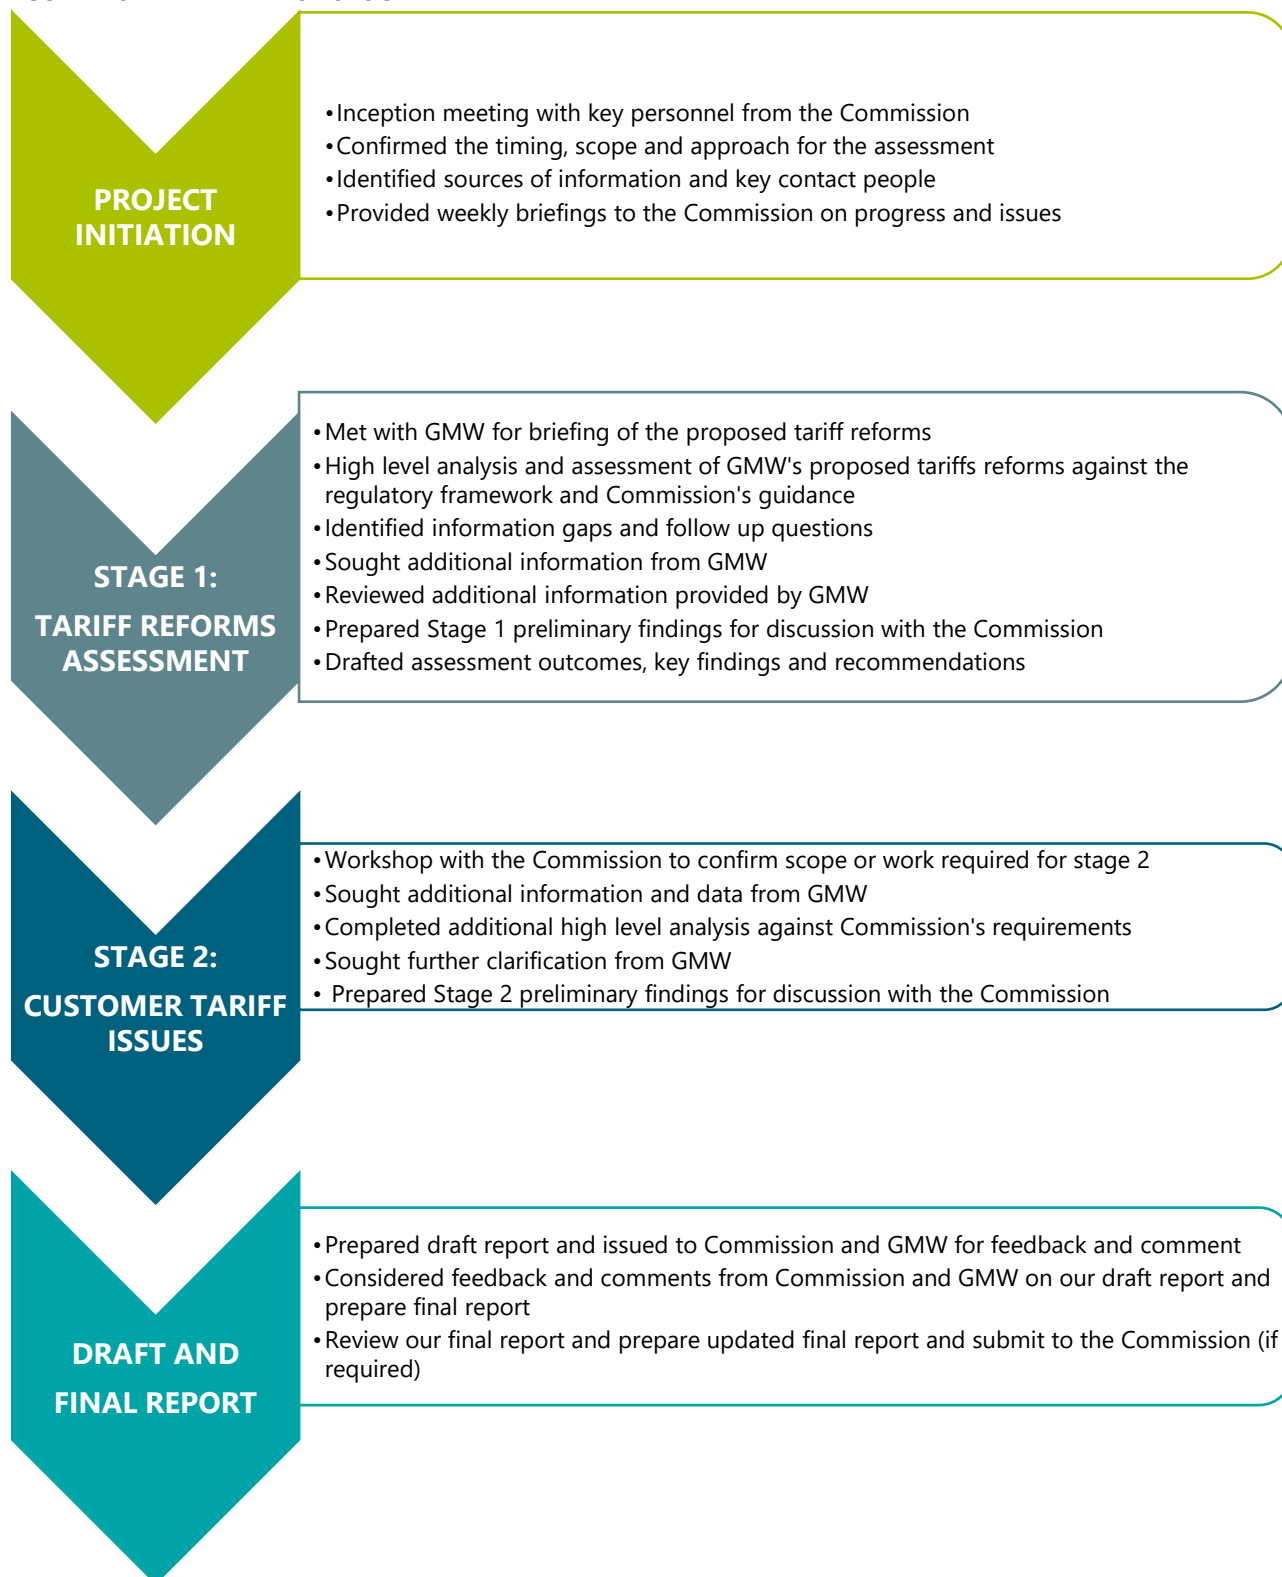 PROJECT
INITIATION
•Inception meeting with key personnel from the Commission
•Confirmed the timing, scope and approach for the assessment
•Identified sources of information and key contact people
•Provided weekly briefings to the Commission on progress and issues
STAGE 1:
TARIFF REFORMS
ASSESSMENT
•Met with GMW for briefing of the proposed tariff reforms
•High level analysis and assessment of GMW's proposed tariffs reforms against the
regulatory framework and Commission's guidance
•Identified information gaps and follow up questions
•Sought additional information from GMW
•Reviewed additional information provided by GMW
•Prepared Stage 1 preliminary findings for discussion with the Commission
•Drafted assessment outcomes, key findings and recommendations
STAGE 2:
CUSTOMER TARIFF
ISSUES
•Workshop with the Commission to confirm scope or work required for stage 2
•Sought additional information and data from GMW
•Completed additional high level analysis against Commission's requirements
•Sought further clarification from GMW
• Prepared Stage 2 preliminary findings for discussion with the Commission
DRAFT AND
FINAL REPORT
•Prepared draft report and issued to Commission and GMW for feedback and comment
•Considered feedback and comments from Commission and GMW on our draft report and
prepare final report
•Review our final report and prepare updated final report and submit to the Commission (if
required)